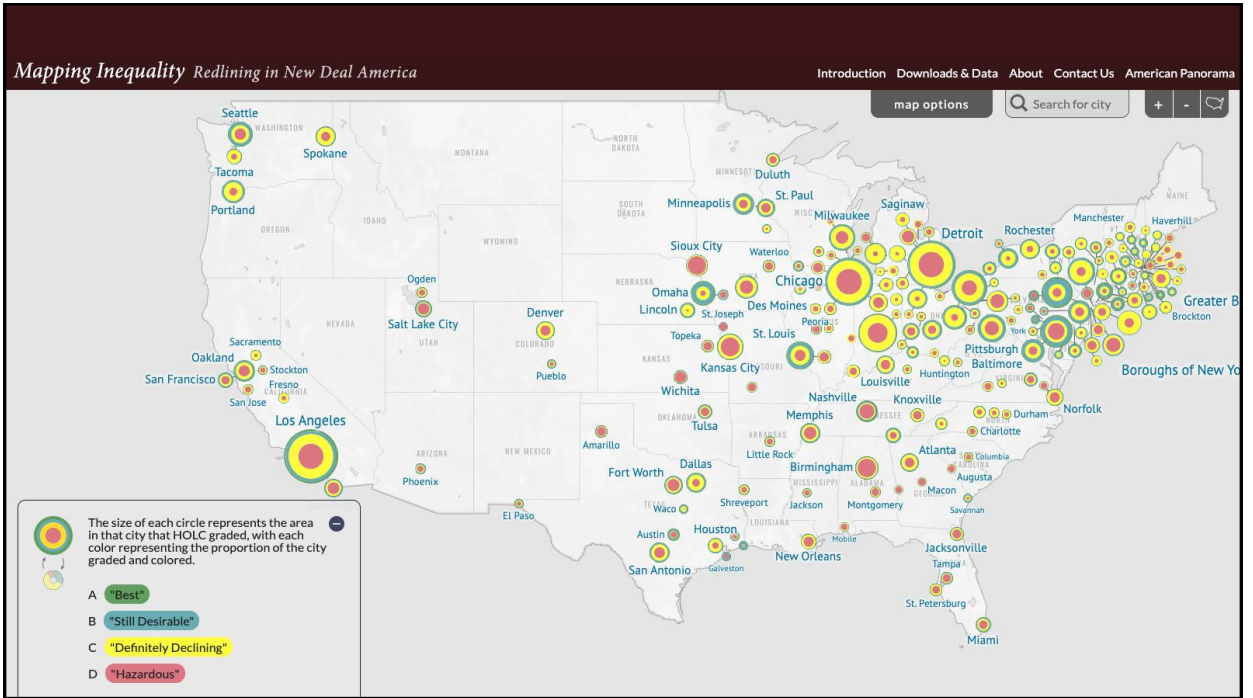 Mapping Inequality Redlining in New Deal America
Introduction Downloads & Data About Contact Us American Panorama
map options
Search for city
+ -
Seattle
WASHINGTON
Spokane
Tacoma
Portland
OREGON
MONTANA
IDAHO
WYOMING
NORTH
DAKOTA
SOUTH
DAKOTA
Duluth
Minneapolis
St. Paul
Milwaukee
Saginaw
Detroit
Rochester
Manchester
Haverhill
MAINE
Sioux City
Waterloo
Chicago
NEBRASKA
Omaha
Lincoln
St. Joseph
Des Moines
Peoria
Greater B
Brockton
York
Ogden
Salt Lake City
NEVADA
UTAH
Denver
COLORADO
Pueblo
Topeka
St. Louis
KANSAS
Kansas City
Wichita
Pittsburgh
Baltimore
Huntington
Louisville
Boroughs of New Yo
Sacramento
Oakland
Stockton
San Francisco
Fresno
San Jose
Los Angeles
Nashville
Knoxville
Norfolk
Durham
Charlotte
OKLAHOMA
Tulsa
Memphis
ARKANSAS
Little Rock
Amarillo
ARIZONA
Phoenix
NEW MEXICO
Fort Worth
Dallas
Birmingham
Atlanta
Columbia
Augusta
MISSISSIPPI
ALABAMA
Macon
Shreveport
Jackson
Montgomery
Savannah
El Paso
Waco
LOUISIANA
Austin
Houston
Mobile
New Orleans
Jacksonville
San Antonio
Galveston
Tampa
St. Petersburg
Miami
The size of each circle represents the area
in that city that HOLC graded, with each
color representing the proportion of the city
graded and colored.
A "Best"
B "Still Desirable"
C "Definitely Declining"
D "Hazardous"